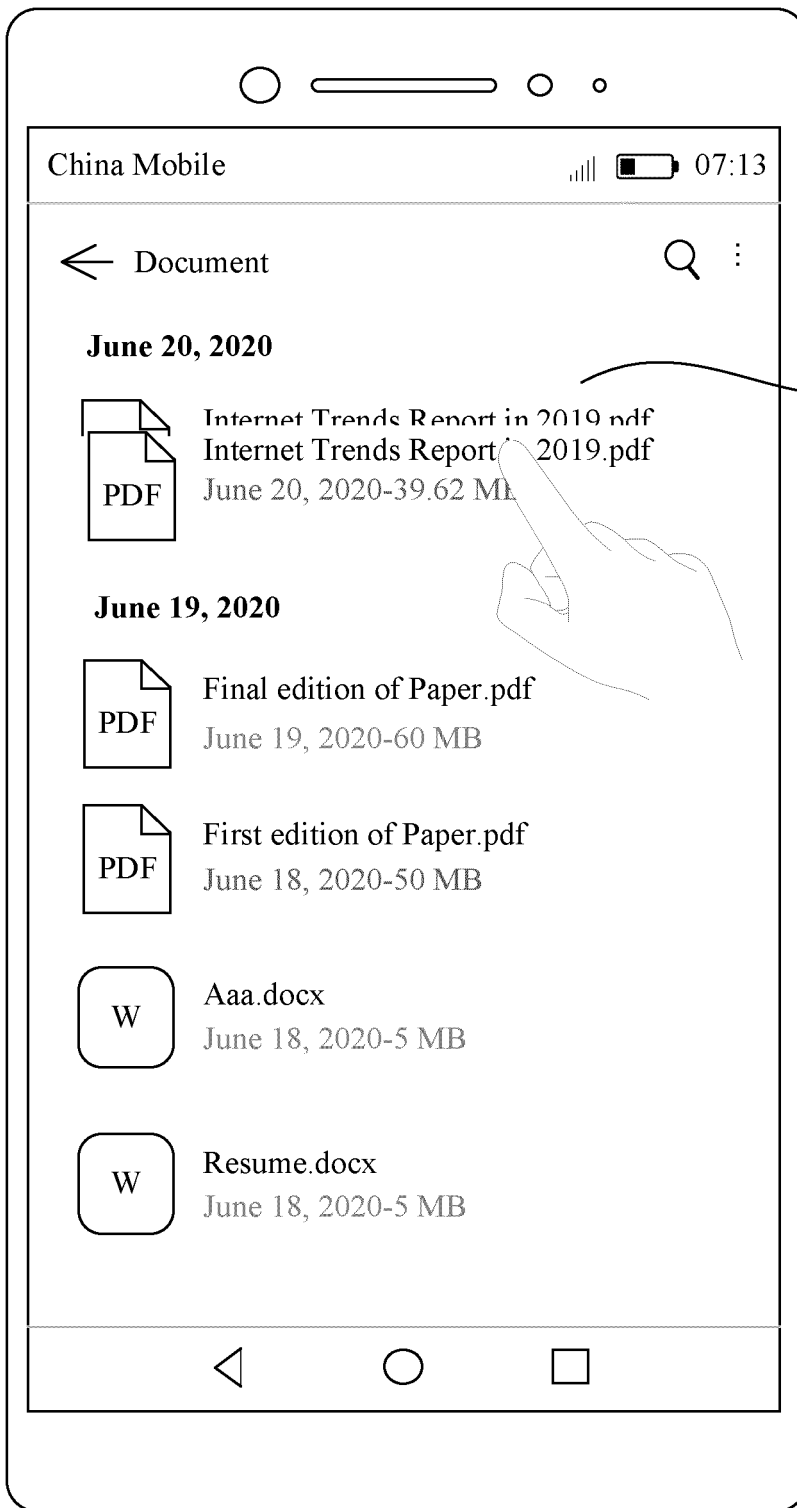 China Mobile 07:13
Document
June 20, 2020
Internet Trends Report in 2019.pdf
Internet Trends Report in 2019.pdf
PDF
June 20, 2020-39.62 MB
June 19, 2020
Final edition of Paper.pdf
PDF
June 19, 2020-60 MB
First edition of Paper.pdf
PDF
June 18, 2020-50 MB
Aaa.docx
W
June 18, 2020-5 MB
Resume.docx
W
June 18, 2020-5 MB